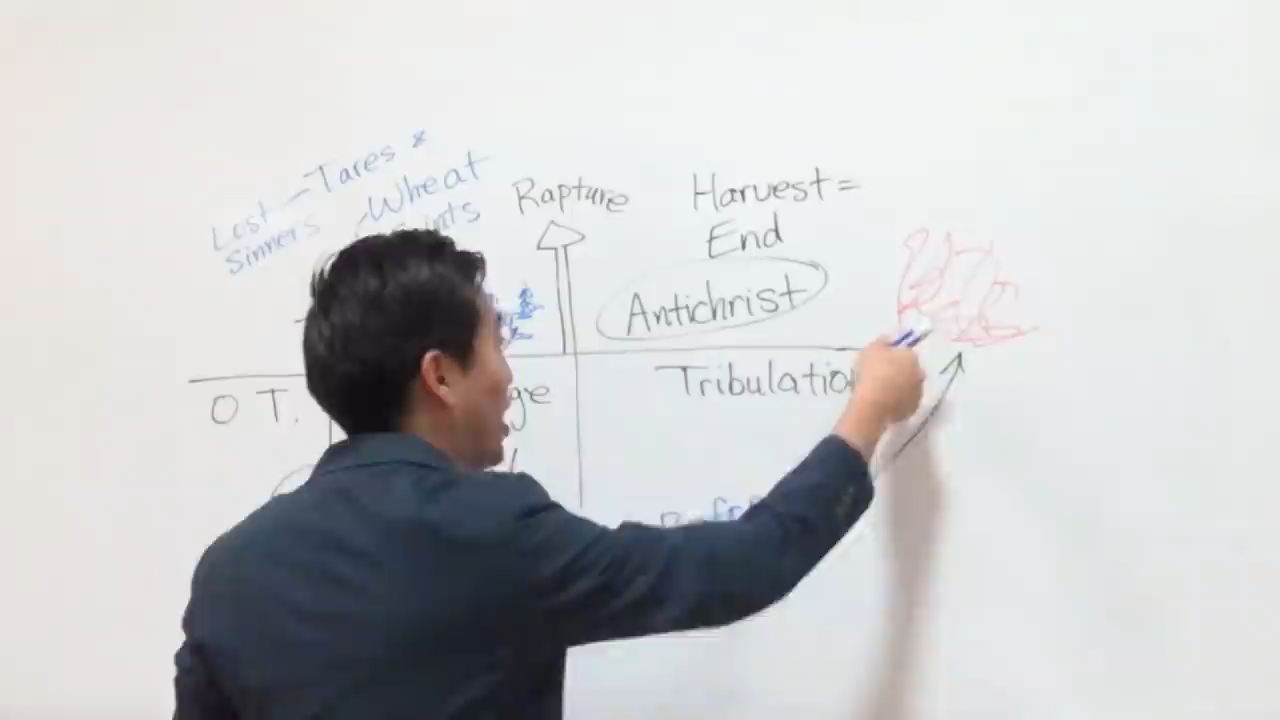 Lost — Tares &
Sinners Wheat
Rapture
Harvest =
End
Antichrist
O T.
Tribulation